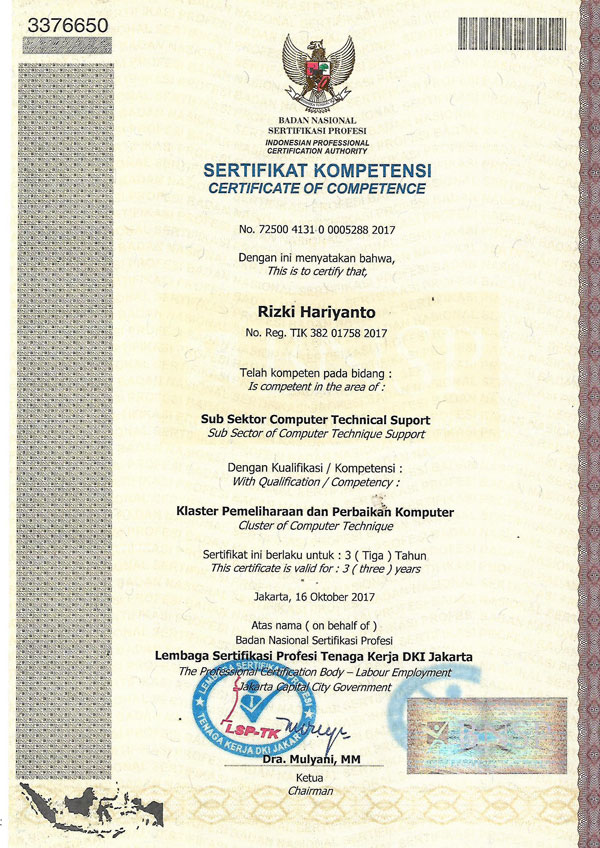 3376650
BADAN NASIONAL
SERTIFIKASI PROFESI
INDONESIAN PROFESSIONAL
CERTIFICATION AUTHORITY
SERTIFIKAT KOMPETENSI
CERTIFICATE OF COMPETENCE
No. 72500 4131 0 0005288 2017
Dengan ini menyatakan bahwa,
This is to certify that,
Rizki Hariyanto
No. Reg. TIK 382 01758 2017
Telah kompeten pada bidang :
Is competent in the area of :
Sub Sektor Computer Technical Suport
Sub Sector of Computer Technique Support
Dengan Kualifikasi / Kompetensi :
With Qualification / Competency :
Klaster Pemeliharaan dan Perbaikan Komputer
Cluster of Computer Technique
Sertifikat ini berlaku untuk : 3 ( Tiga ) Tahun
This certificate is valid for : 3 ( three ) years
Jakarta, 16 Oktober 2017
Atas nama ( on behalf of )
Badan Nasional Sertifikasi Profesi
Lembaga Sertifikasi Profesi Tenaga Kerja DKI Jakarta
The Professional Certification Body – Labour Employment
Jakarta Capital City Government
LEMBAGA SERTIFIKASI PROFESI
LSP-TK
TENAGA KERJA DKI JAKARTA
Dra. Mulyani, MM
Ketua
Chairman